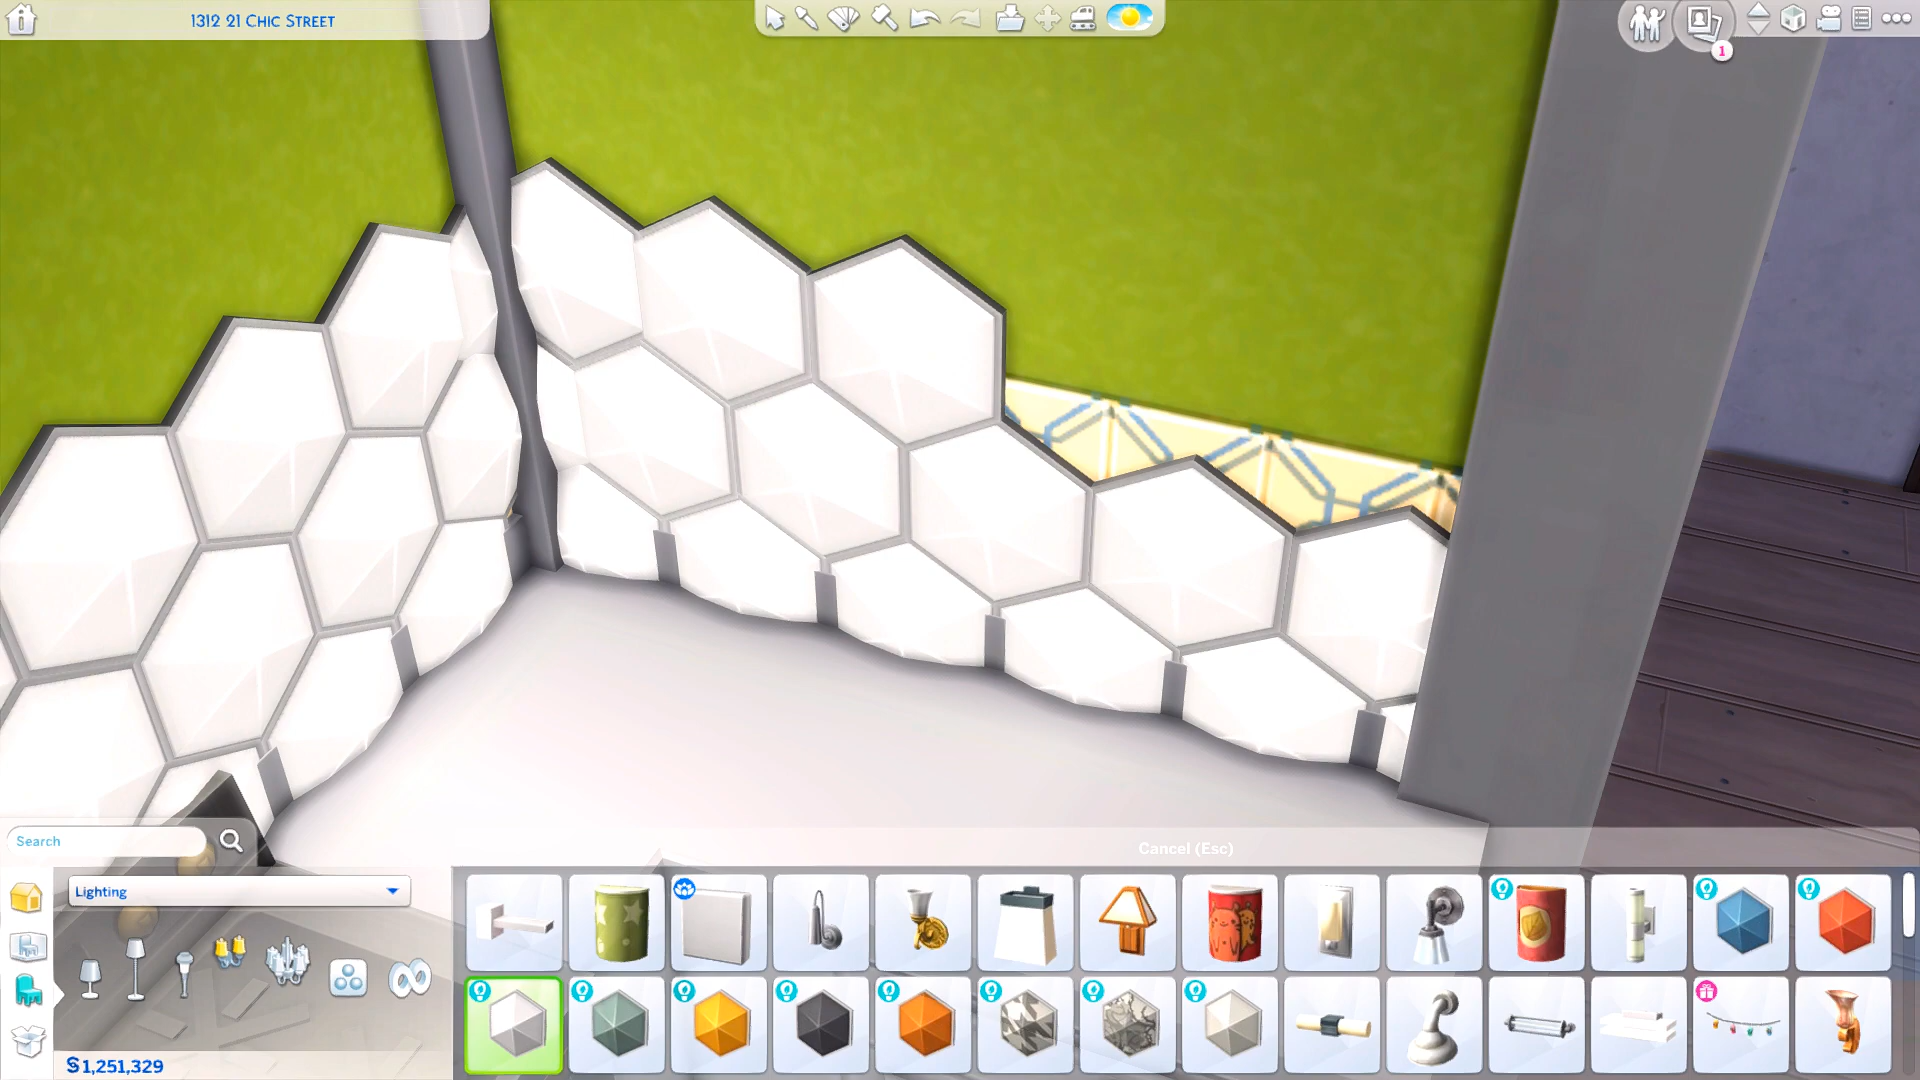 1312 21 Chic Street
1
Search
Cancel (Esc)
Lighting
§1,251,329